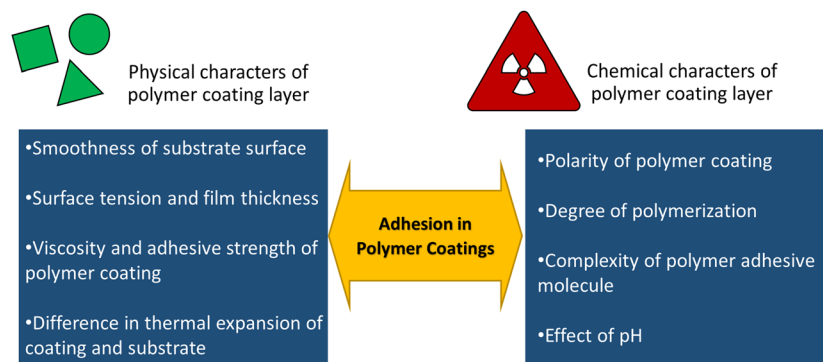 Physical characters of
polymer coating layer
Chemical characters of
polymer coating layer
•Smoothness of substrate surface
•Surface tension and film thickness
•Viscosity and adhesive strength of
polymer coating
•Difference in thermal expansion of
coating and substrate
Adhesion in
Polymer Coatings
•Polarity of polymer coating
•Degree of polymerization
•Complexity of polymer adhesive
molecule
•Effect of pH